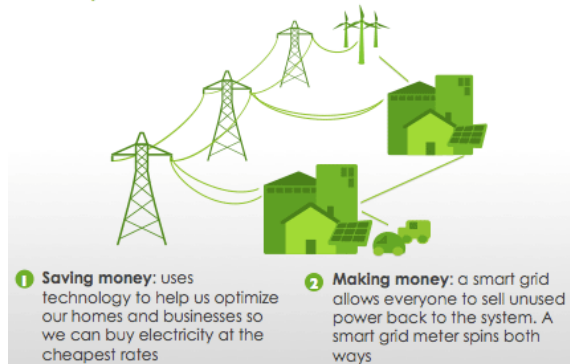 1 Saving money: uses
technology to help us optimize
our homes and businesses so
we can buy electricity at the
cheapest rates
2 Making money: a smart grid
allows everyone to sell unused
power back to the system. A
smart grid meter spins both
ways